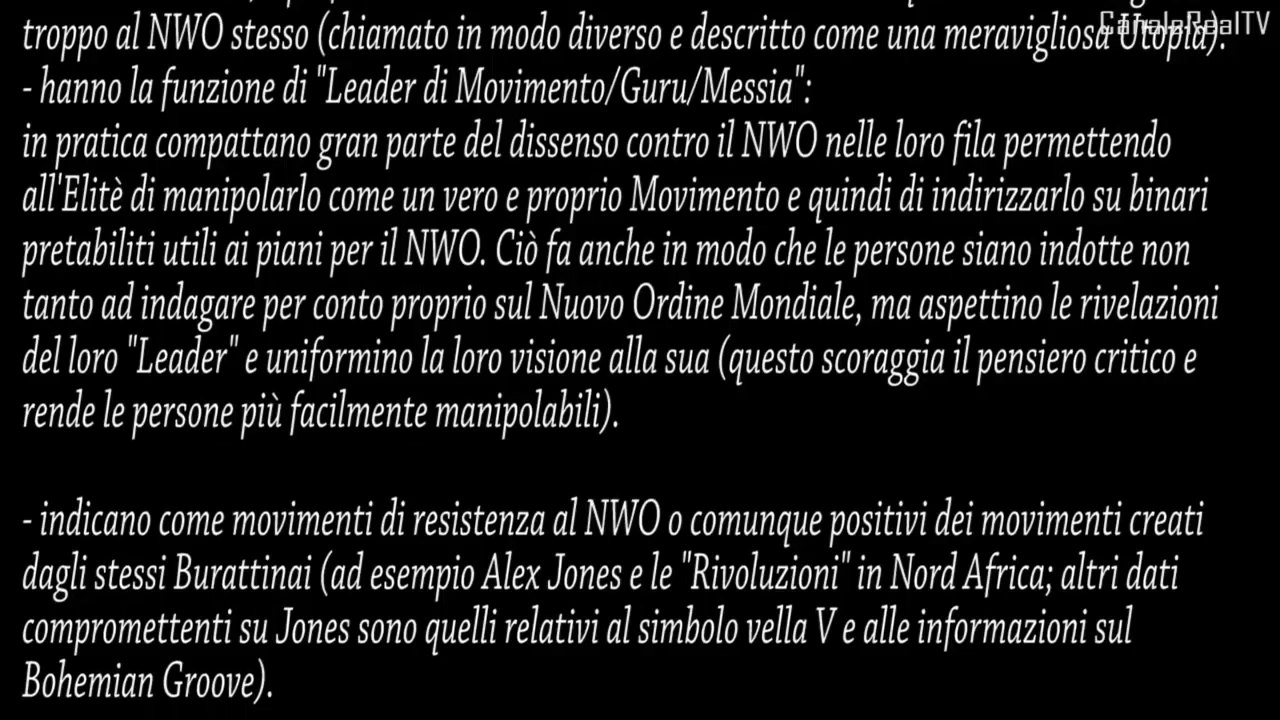 CanaleRealTV
troppo al NWO stesso (chiamato in modo diverso e descritto come una meravigliosa Utopia).
- hanno la funzione di "Leader di Movimento/Guru/Messia":
in pratica compattano gran parte del dissenso contro il NWO nelle loro fila permettendo
all'Elitè di manipolarlo come un vero e proprio Movimento e quindi di indirizzarlo su binari
pretabiliti utili ai piani per il NWO. Ciò fa anche in modo che le persone siano indotte non
tanto ad indagare per conto proprio sul Nuovo Ordine Mondiale, ma aspettino le rivelazioni
del loro "Leader" e uniformino la loro visione alla sua (questo scoraggia il pensiero critico e
rende le persone più facilmente manipolabili).
- indicano come movimenti di resistenza al NWO o comunque positivi dei movimenti creati
dagli stessi Burattinai (ad esempio Alex Jones e le "Rivoluzioni" in Nord Africa; altri dati
compromettenti su Jones sono quelli relativi al simbolo vella V e alle informazioni sul
Bohemian Groove).